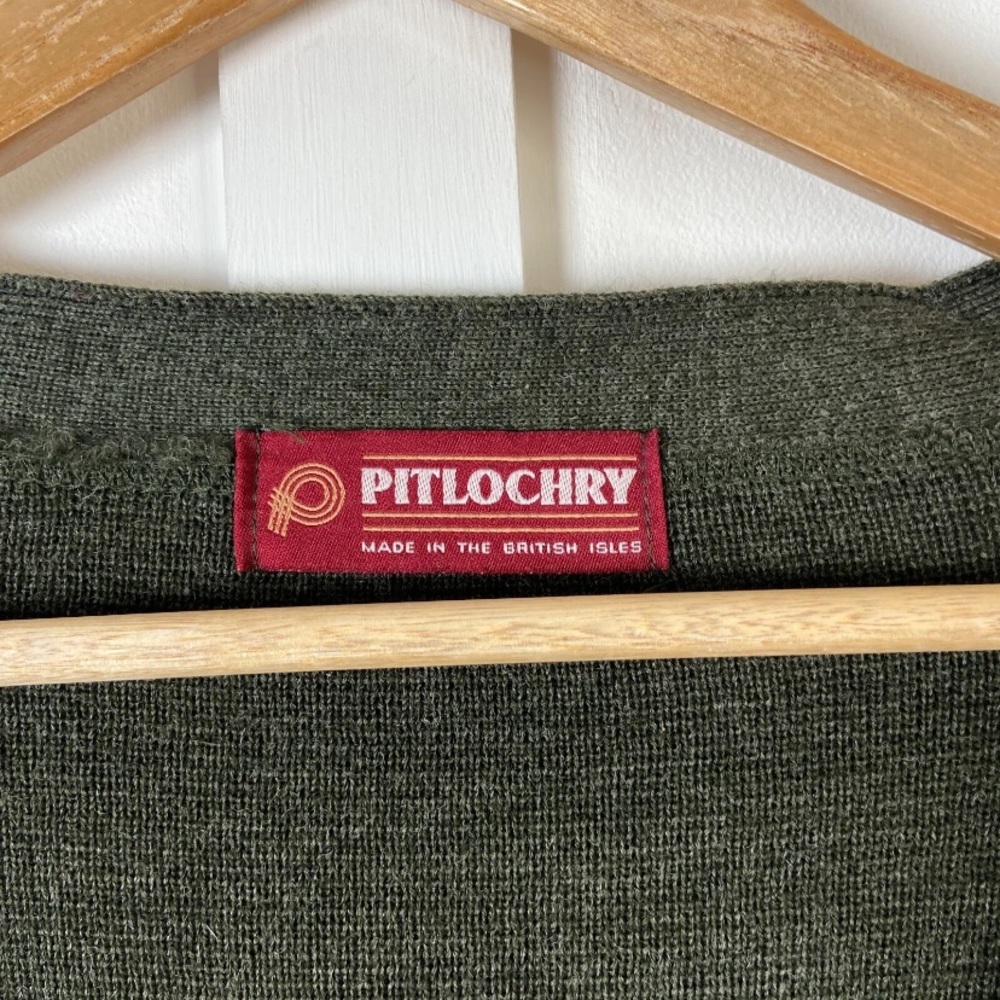 PITLOCHRY
MADE IN THE BRITISH ISLES